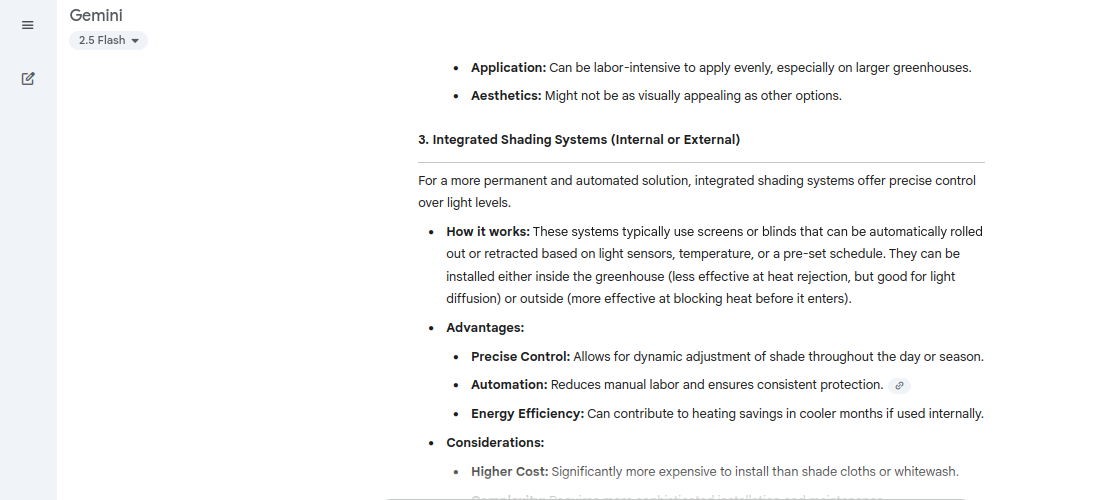 Gemini
2.5 Flash
• Application: Can be labor-intensive to apply evenly, especially on larger greenhouses.
• Aesthetics: Might not be as visually appealing as other options.
3. Integrated Shading Systems (Internal or External)
For a more permanent and automated solution, integrated shading systems offer precise control
over light levels.
• How it works: These systems typically use screens or blinds that can be automatically rolled
out or retracted based on light sensors, temperature, or a pre-set schedule. They can be
installed either inside the greenhouse (less effective at heat rejection, but good for light
diffusion) or outside (more effective at blocking heat before it enters).
• Advantages:
• Precise Control: Allows for dynamic adjustment of shade throughout the day or season.
• Automation: Reduces manual labor and ensures consistent protection.
• Energy Efficiency: Can contribute to heating savings in cooler months if used internally.
• Considerations:
• Higher Cost: Significantly more expensive to install than shade cloths or whitewash.
• Complexity: Requires more sophisticated installation and maintenance.